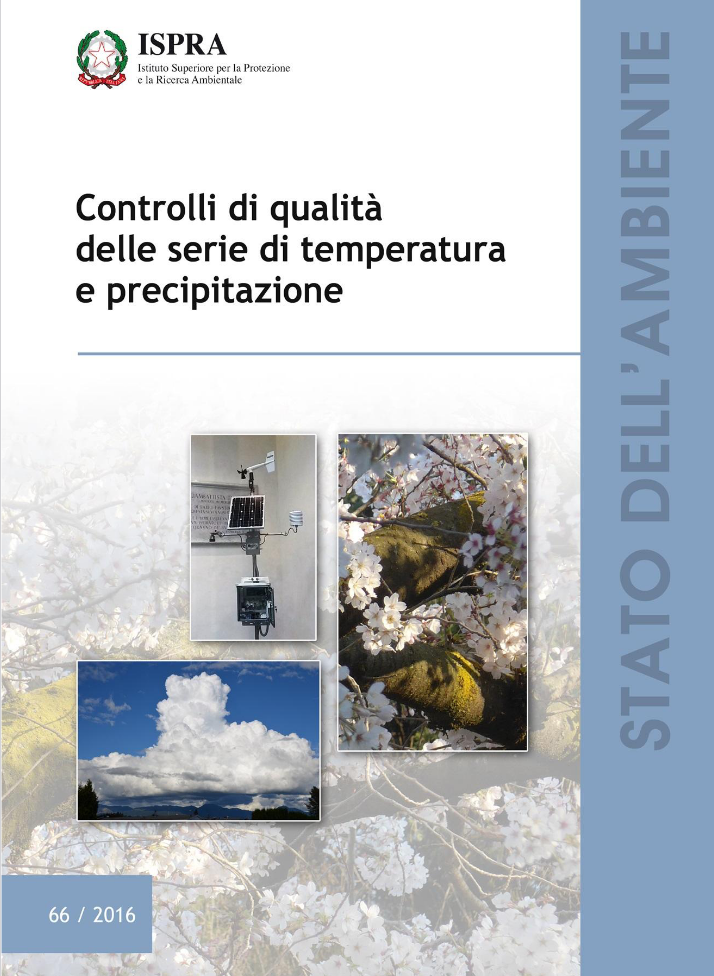 ISPRA
Istituto Superiore per la Protezione
e la Ricerca Ambientale
Controlli di qualità
delle serie di temperatura
e precipitazione
STATO DELL'AMBIENTE
66 / 2016